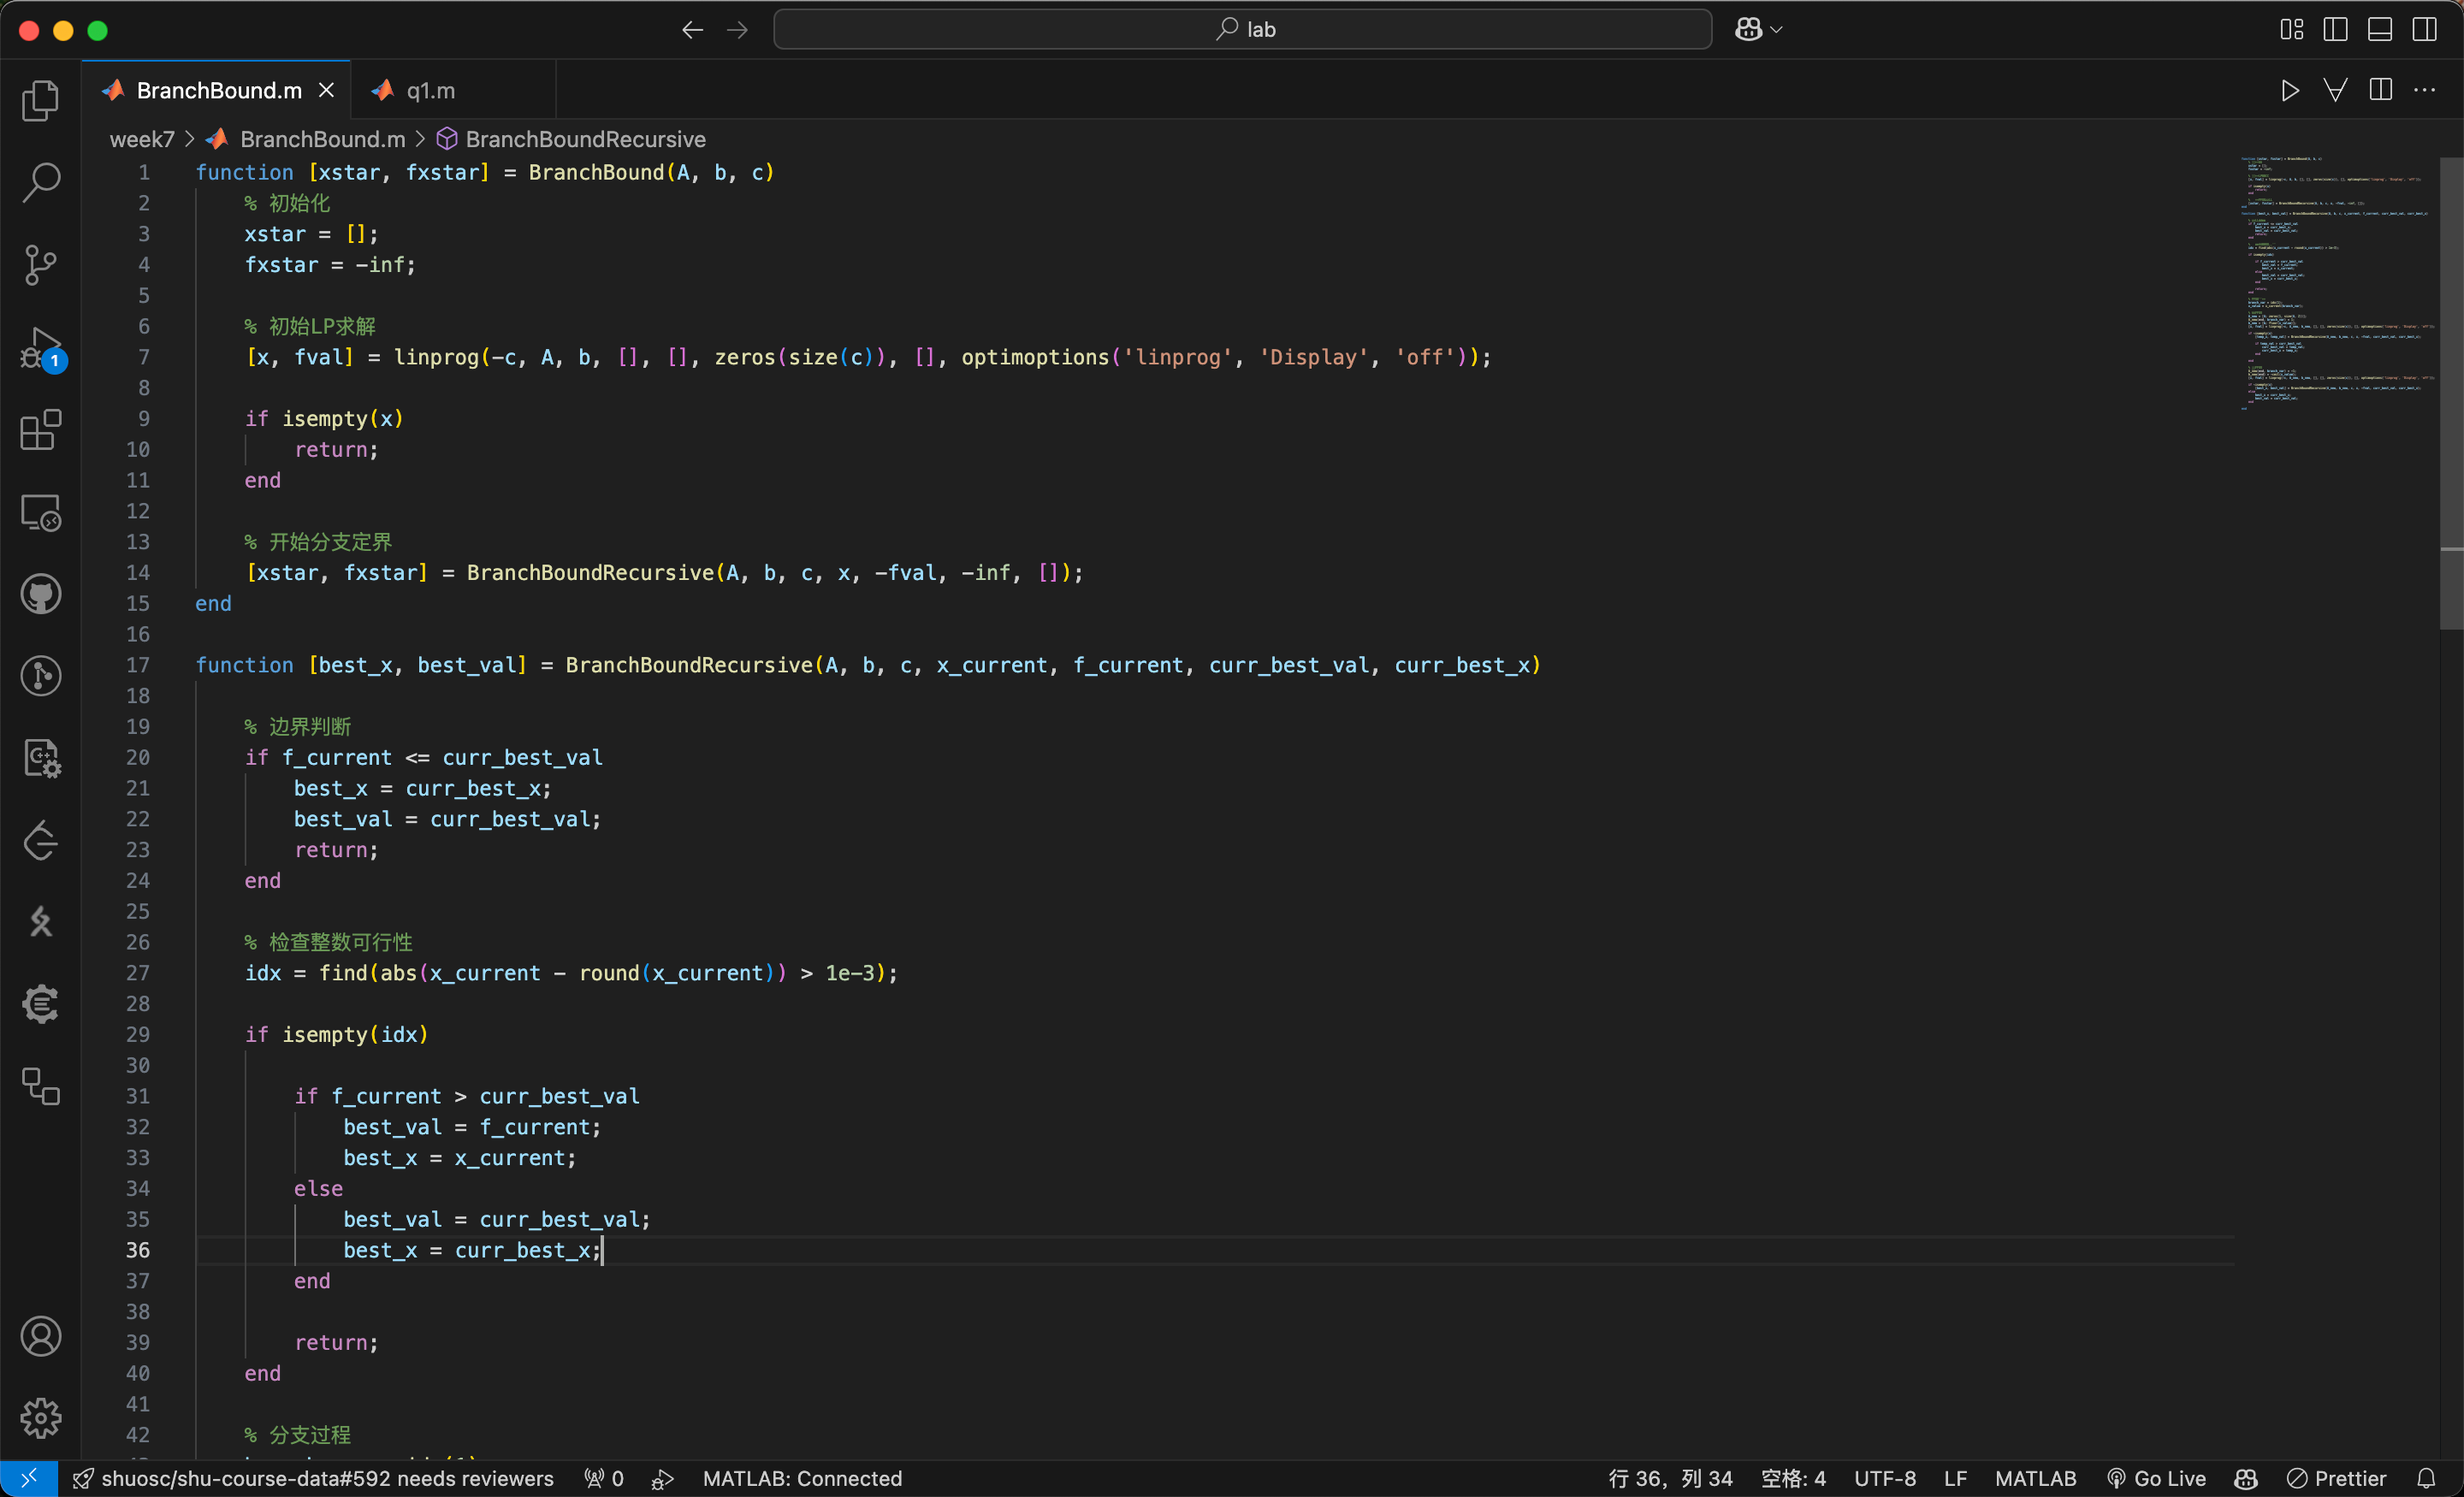 lab
BranchBound.m
q1.m
week7 > BranchBound.m > BranchBoundRecursive
1 function [xstar, fxstar] = BranchBound(A, b, c)
2 % 初始化
3 xstar = [];
4 fxstar = -inf;
5
6 % 初始LP求解
7 [x, fval] = linprog(-c, A, b, [], [], zeros(size(c)), [], optimoptions('linprog', 'Display', 'off'));
8
9 if isempty(x)
10 return;
11 end
12
13 % 开始分支定界
14 [xstar, fxstar] = BranchBoundRecursive(A, b, c, x, -fval, -inf, []);
15 end
16
17 function [best_x, best_val] = BranchBoundRecursive(A, b, c, x_current, f_current, curr_best_val, curr_best_x)
18
19 % 边界判断
20 if f_current <= curr_best_val
21 best_x = curr_best_x;
22 best_val = curr_best_val;
23 return;
24 end
25
26 % 检查整数可行性
27 idx = find(abs(x_current - round(x_current)) > 1e-3);
28
29 if isempty(idx)
30
31 if f_current > curr_best_val
32 best_val = f_current;
33 best_x = x_current;
34 else
35 best_val = curr_best_val;
36 best_x = curr_best_x;
37 end
38
39 return;
40 end
41
42 % 分支过程
1
shuosc/shu-course-data#592 needs reviewers 0 MATLAB: Connected 行 36，列 34 空格: 4 UTF-8 LF MATLAB Go Live Prettier